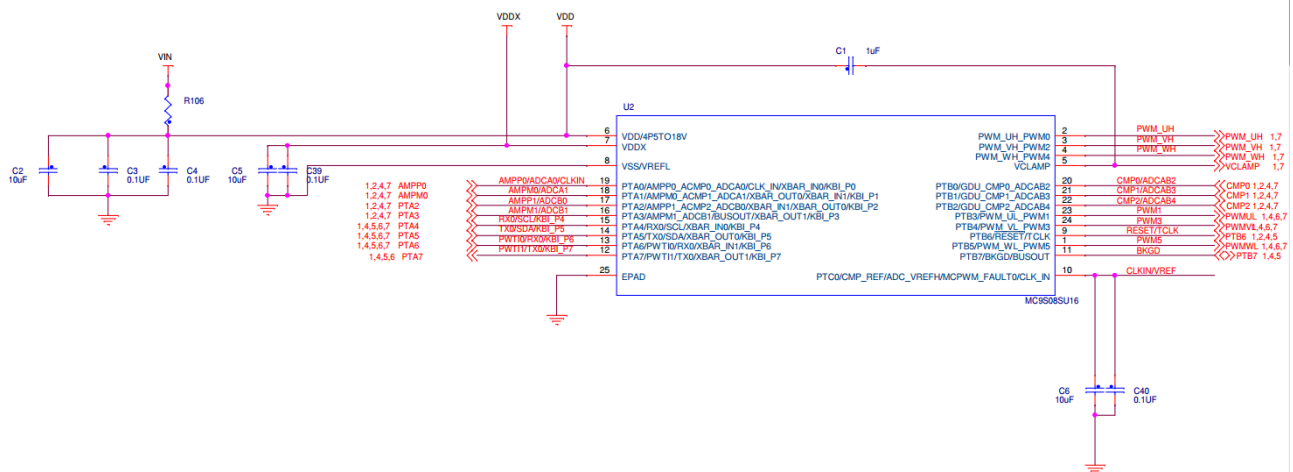 VDDX VDD
C1 1uF
VIN
R106
U2
C2
10uF
C3
0.1UF
C4
0.1UF
C5
10uF
C39
0.1UF
6 VDD/4P5TO18V
7 VDDX
8 VSS/VREFL
1,2,4,7 AMPP0 AMPP0/ADCA0/CLKIN 19 PTA0/AMPP0_ACMP0_ADCA0/CLK_IN/XBAR_IN0/KBI_P0
1,2,4,7 AMPM0 AMPM0/ADCA1 18 PTA1/AMPM0_ACMP1_ADCA1/XBAR_OUT0/XBAR_IN1/KBI_P1
1,2,4,7 PTA2 AMPP1/ADCB0 17 PTA2/AMPP1_ACMP2_ADCB0/XBAR_IN1/XBAR_OUT0/KBI_P2
1,2,4,7 PTA3 AMPM1/ADCB1 16 PTA3/AMPM1_ADCB1/BUSOUT/XBAR_OUT1/KBI_P3
1,4,5,6,7 PTA4 RX0/SCL/KBI_P4 15 PTA4/RX0/SCL/XBAR_IN0/KBI_P4
1,4,5,6,7 PTA5 TX0/SDA/KBI_P5 14 PTA5/TX0/SDA/XBAR_OUT0/KBI_P5
1,4,5,6,7 PTA6 PWTI0/RX0/KBI_P6 13 PTA6/PWTI0/RX0/XBAR_IN1/KBI_P6
1,4,5,6 PTA7 PWTI1/TX0/KBI_P7 12 PTA7/PWTI1/TX0/XBAR_OUT1/KBI_P7
25 EPAD
PWM_UH_PWM0 2 PWM_UH PWM_UH 1,7
PWM_VH_PWM2 3 PWM_VH PWM_VH 1,7
PWM_WH_PWM4 4 PWM_WH PWM_WH 1,7
VCLAMP 5 VCLAMP 1,7
PTB0/GDU_CMP0_ADCAB2 20 CMP0/ADCAB2 CMP0 1,2,4,7
PTB1/GDU_CMP1_ADCAB3 21 CMP1/ADCAB3 CMP1 1,2,4,7
PTB2/GDU_CMP2_ADCAB4 22 CMP2/ADCAB4 CMP2 1,2,4,7
PTB3/PWM_UL_PWM1 23 PWM1 PWMUL 1,4,6,7
PTB4/PWM_VL_PWM3 24 PWM3 PWMVL 1,4,6,7
PTB6/RESET/TCLK 9 RESET/TCLK PTB6 1,2,4,5
PTB5/PWM_WL_PWM5 1 PWM5 PWMWL 1,4,6,7
PTB7/BKGD/BUSOUT 11 BKGD PTB7 1,4,5
PTC0/CMP_REF/ADC_VREFH/MCPWM_FAULT0/CLK_IN 10 CLKIN/VREF
MC9S08SU16
C6
10uF
C40
0.1UF